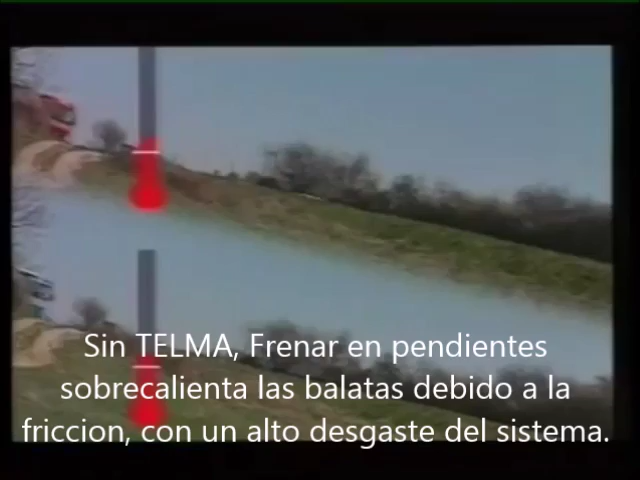 Sin TELMA, Frenar en pendientes
sobrecalienta las balatas debido a la
friccion, con un alto desgaste del sistema.